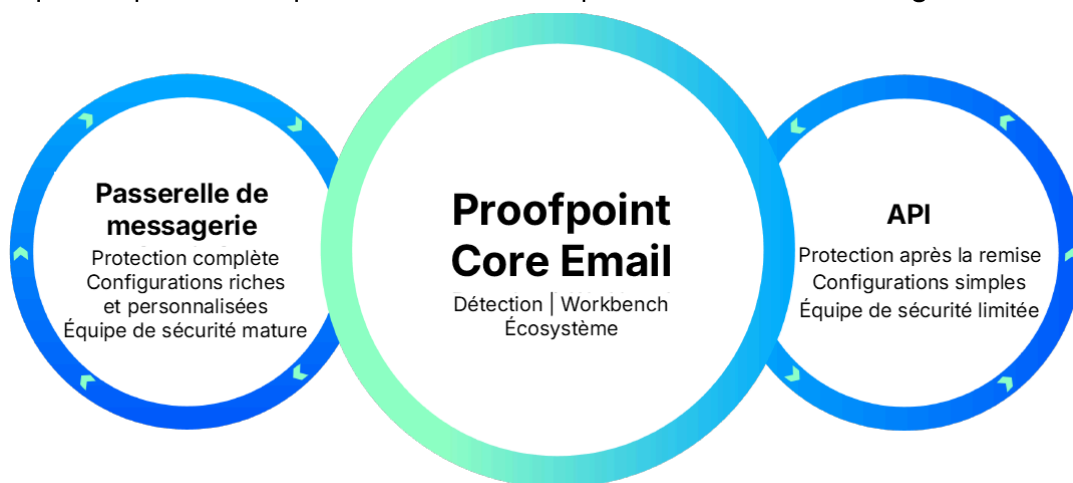 Passerelle de
messagerie
Protection complète
Configurations riches
et personnalisées
Équipe de sécurité mature
Proofpoint
Core Email
Détection | Workbench
Écosystème
API
Protection après la remise
Configurations simples
Équipe de sécurité limitée